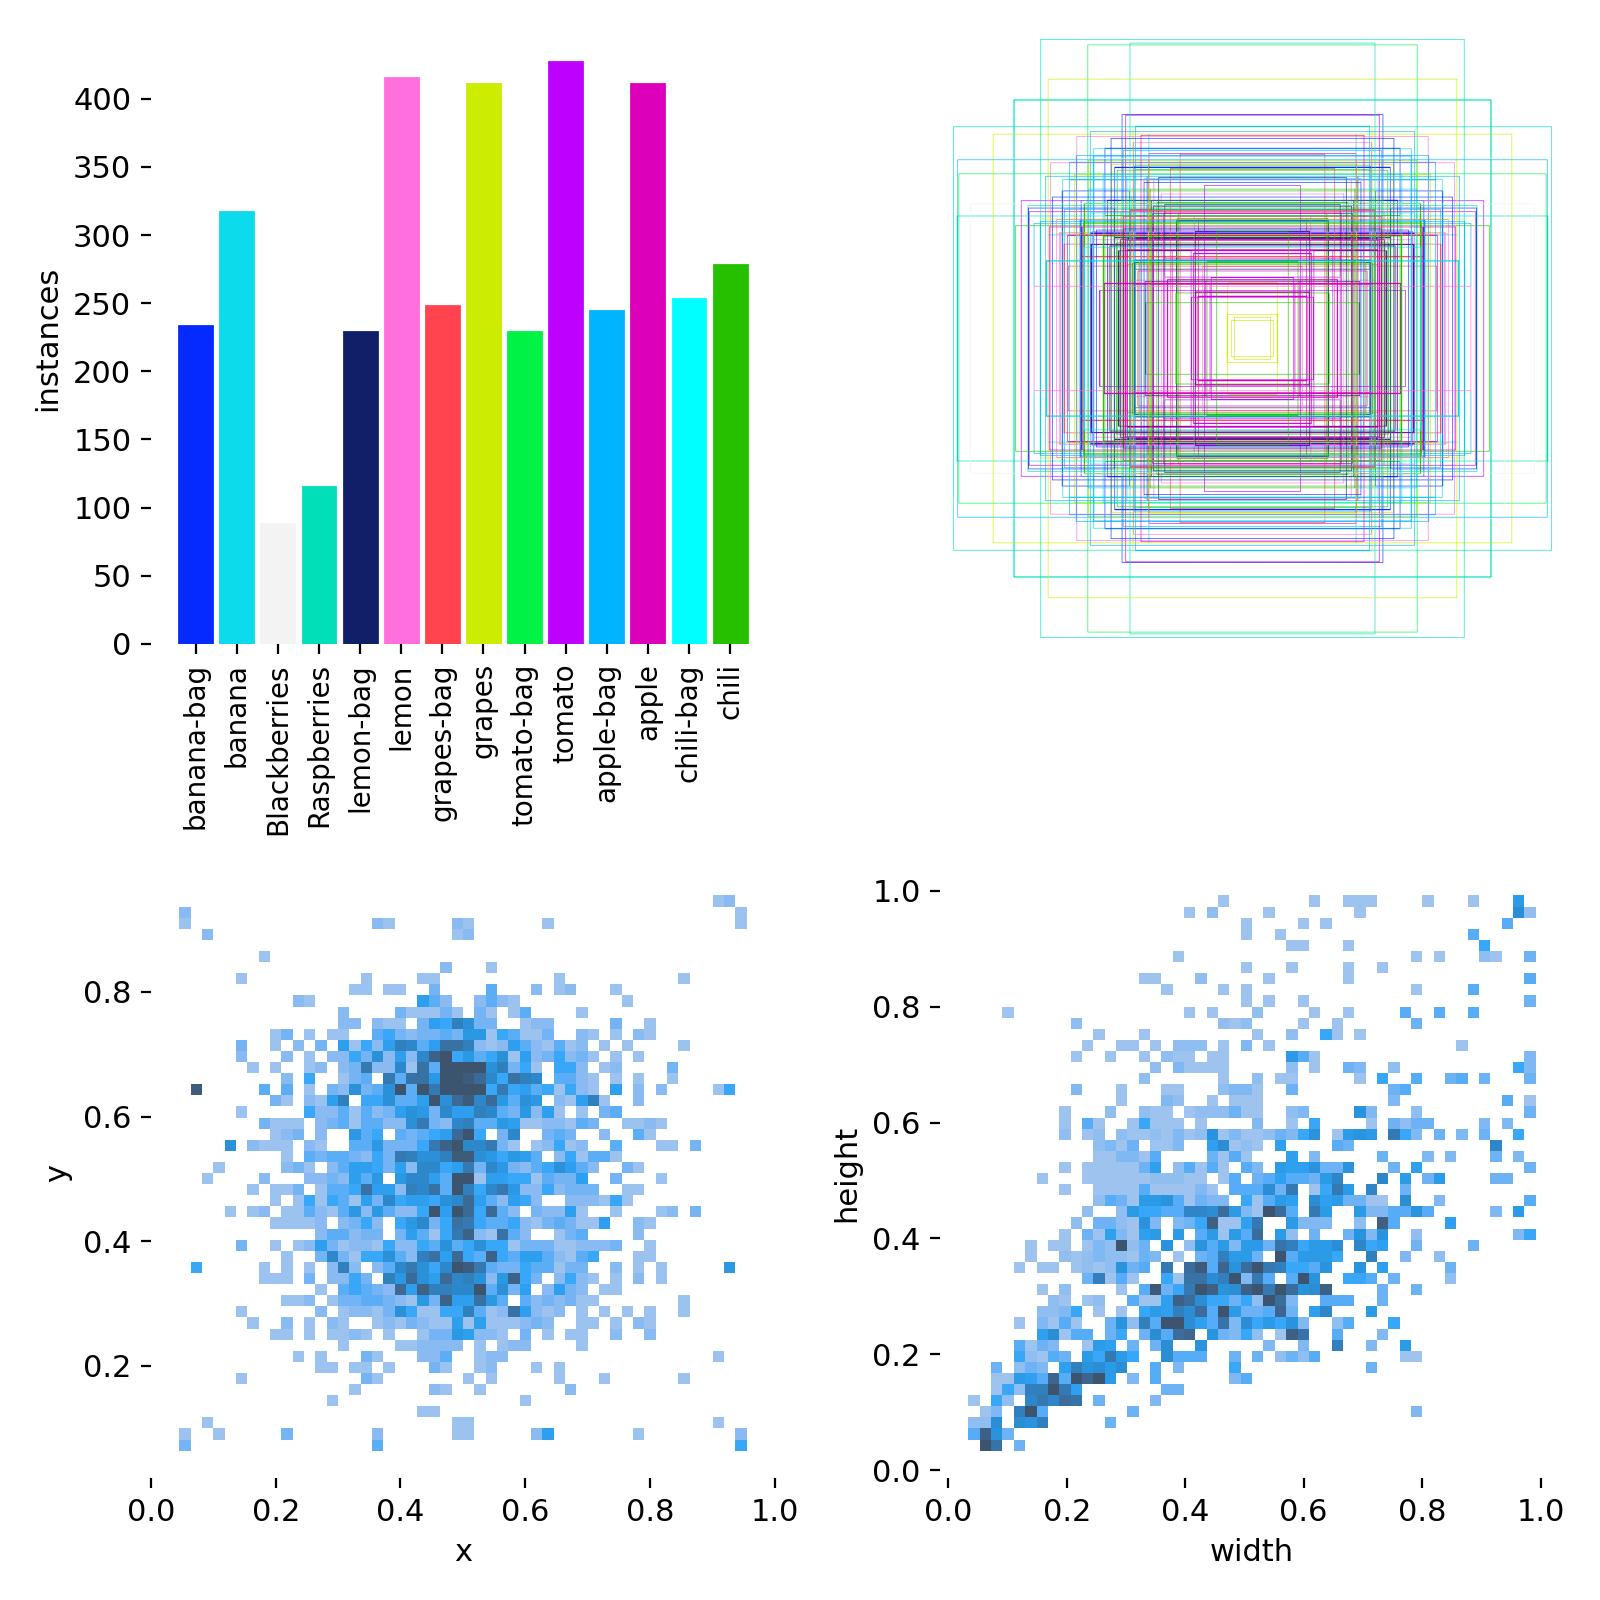 instances
400
350
300
250
200
150
100
50
0
banana-bag
banana
Blackberries
Raspberries
lemon-bag
lemon
grapes-bag
grapes
tomato-bag
tomato
apple-bag
apple
chili-bag
chili
y
0.8
0.6
0.4
0.2
0.0 0.2 0.4 0.6 0.8 1.0
x
height
1.0
0.8
0.6
0.4
0.2
0.0
0.0 0.2 0.4 0.6 0.8 1.0
width